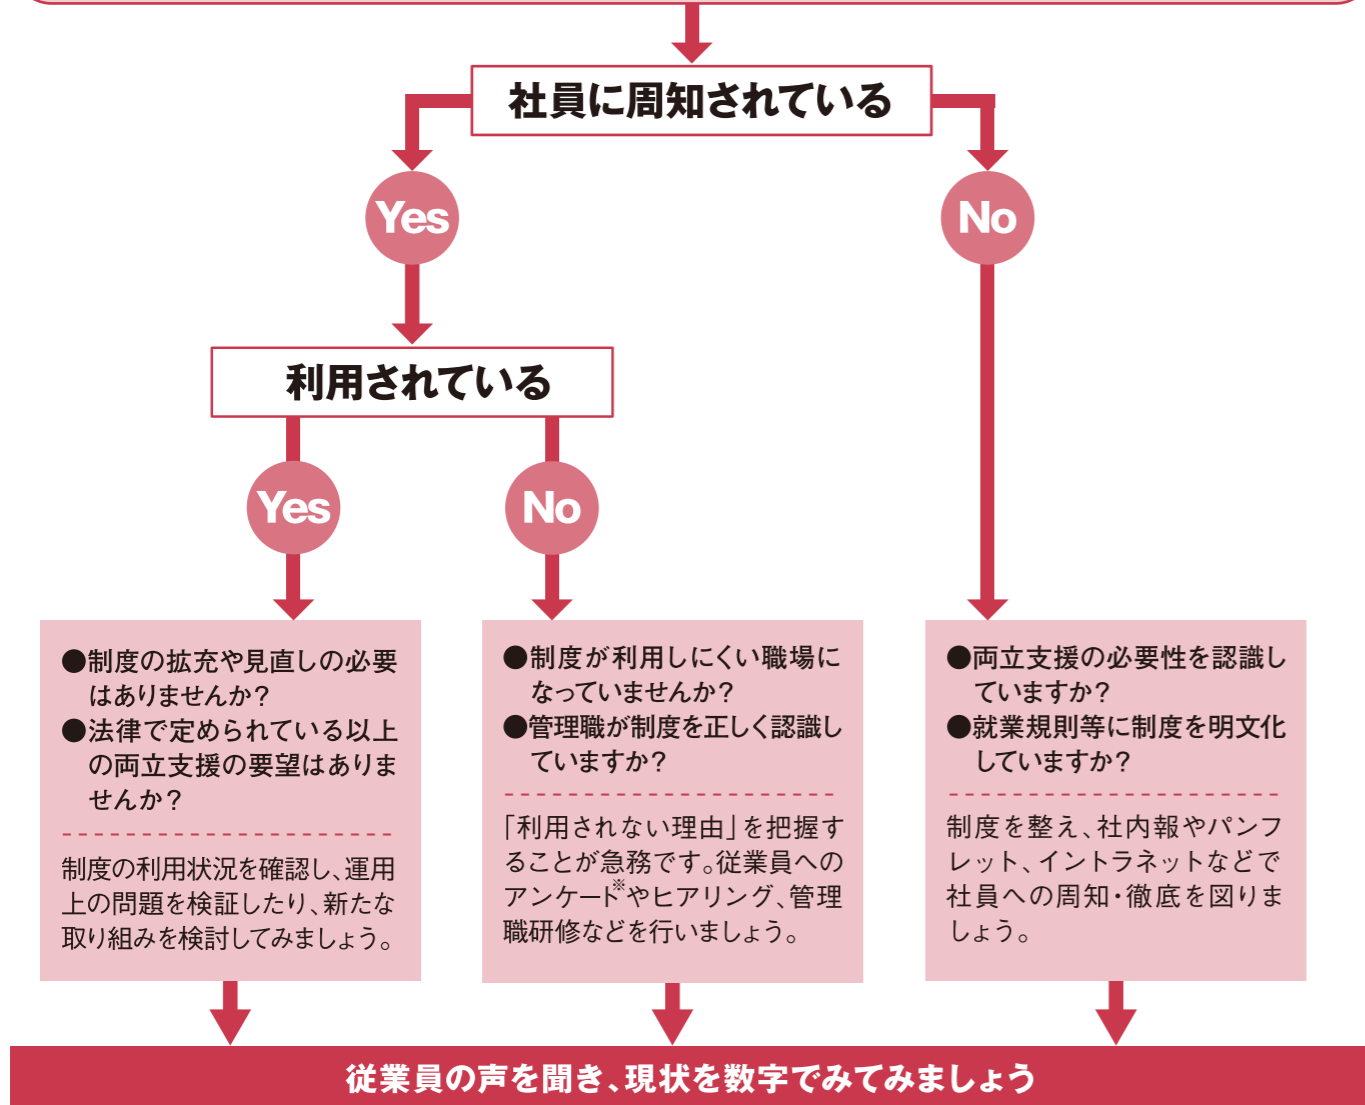 社員に周知されている
Yes
No
利用されている
Yes
No
●制度の拡充や見直しの必要
はありませんか？
●法律で定められている以上
の両立支援の要望はありま
せんか？
制度の利用状況を確認し、運用
上の問題を検証したり、新たな
取り組みを検討してみましょう。
●制度が利用しにくい職場に
なっていませんか？
●管理職が制度を正しく認識し
ていますか？
「利用されない理由」を把握す
ることが急務です。従業員への
アンケート※やヒアリング、管理
職研修などを行いましょう。
●両立支援の必要性を認識し
ていますか？
●就業規則等に制度を明文化
していますか？
制度を整え、社内報やパンフ
レット、イントラネットなどで
社員への周知・徹底を図りま
しょう。
従業員の声を聞き、現状を数字でみてみましょう